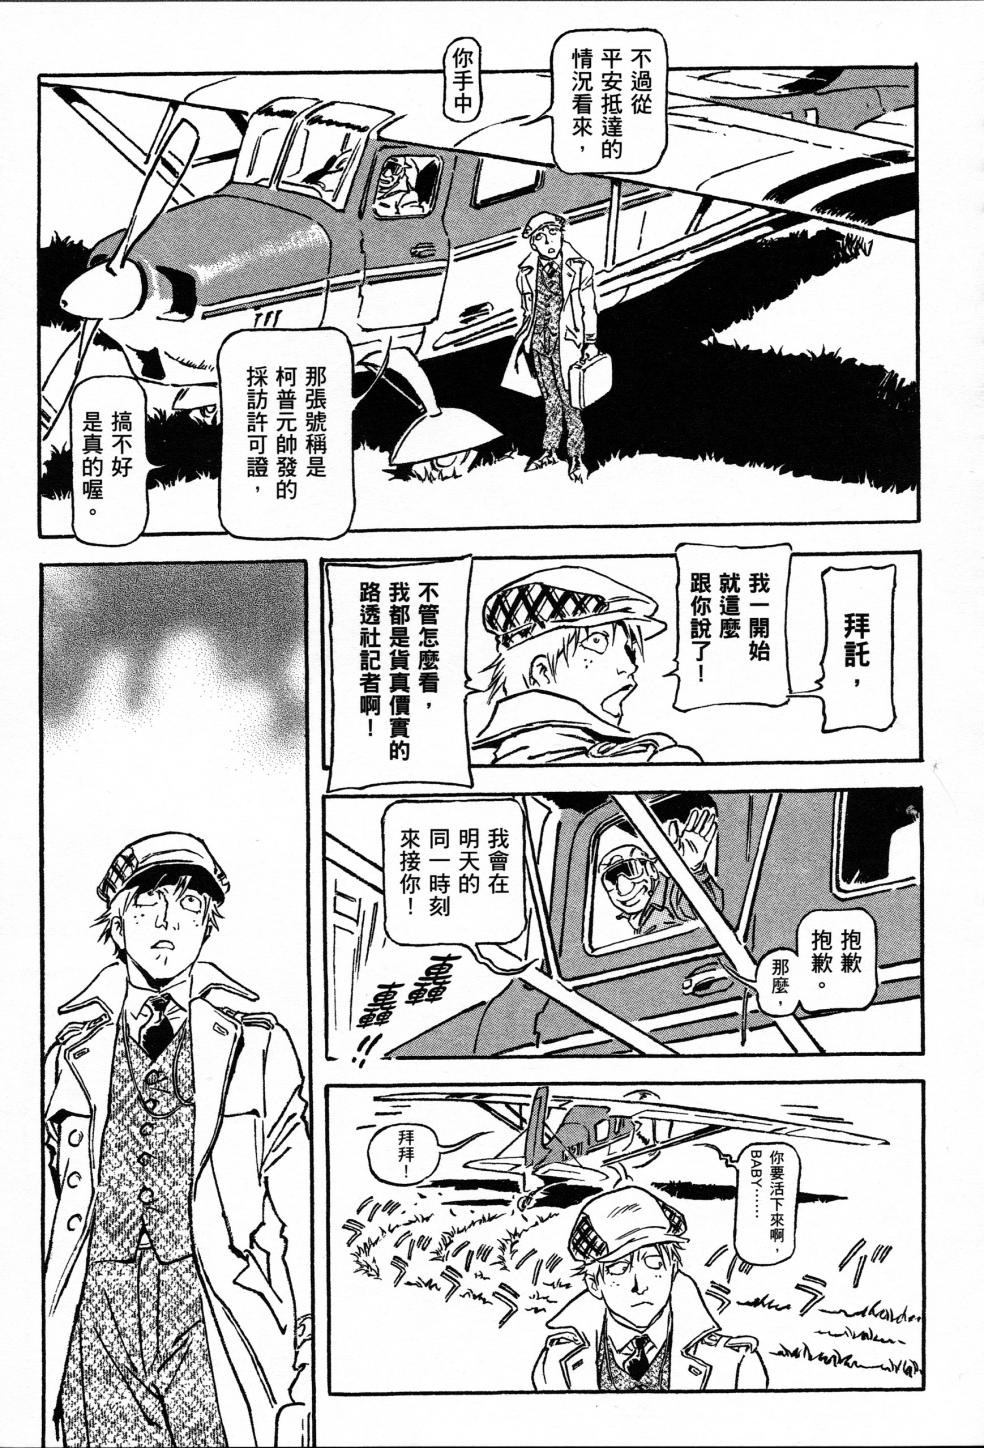 不過從
平安抵達的
情況看來，
你手中
那張號稱是
柯普元帥發的
採訪許可證，
搞不好
是真的喔。
拜託，
我一開始
就這麼
跟你說了！
不管怎麼看，
我都是貨真價實的
路透社記者啊！
抱歉
抱歉。
那麼，
我會在
明天的
同一時刻
來接你！
轟
轟
!!
你要活下來啊，
BABY……
拜拜！